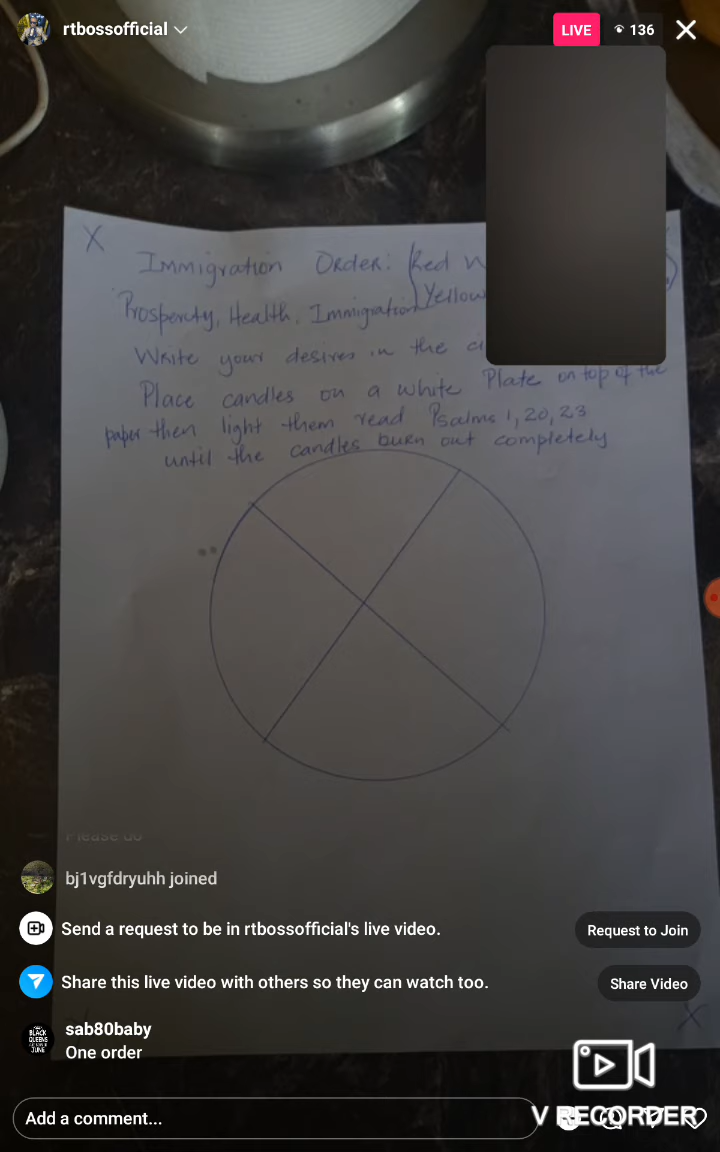 rtbossofficial
LIVE
136
X
Immigration Order: (Red
Prosperity, Health, Immigration Yellow
Write your desires in the
Place candles on a white Plate on top of the
paper then light them read Psalms 1, 20, 23
until the candles burn out completely
bj1vgfdryuhh joined
Send a request to be in rtbossofficial's live video.
Request to Join
Share this live video with others so they can watch too.
Share Video
BLACK
QUEENS
JUNE
sab80baby
One order
X
Add a comment...
V RECORDER